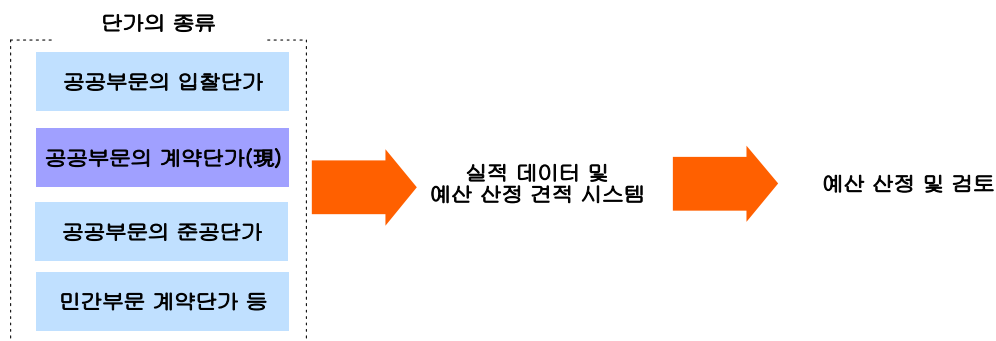 단가의 종류
공공부문의 입찰단가
공공부문의 계약단가(現)
공공부문의 준공단가
민간부문 계약단가 등
실적 데이터 및
예산 산정 견적 시스템
예산 산정 및 검토